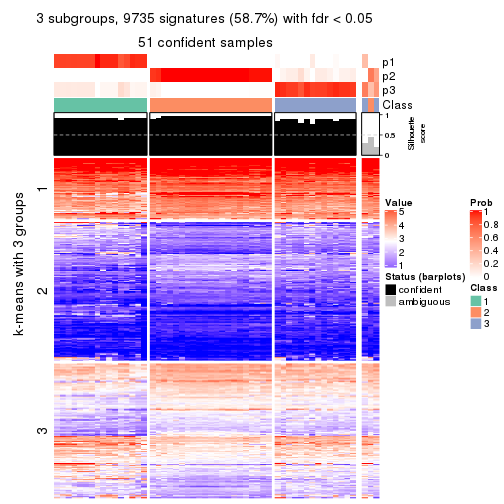 3 subgroups, 9735 signatures (58.7%) with fdr < 0.05
51 confident samples
p1
p2
p3
Class
1
0.5
0
Silhouette
score
k-means with 3 groups
1
2
3
Value
5
4
3
2
1
Status (barplots)
confident
ambiguous
Prob
1
0.8
0.6
0.4
0.2
0
Class
1
2
3